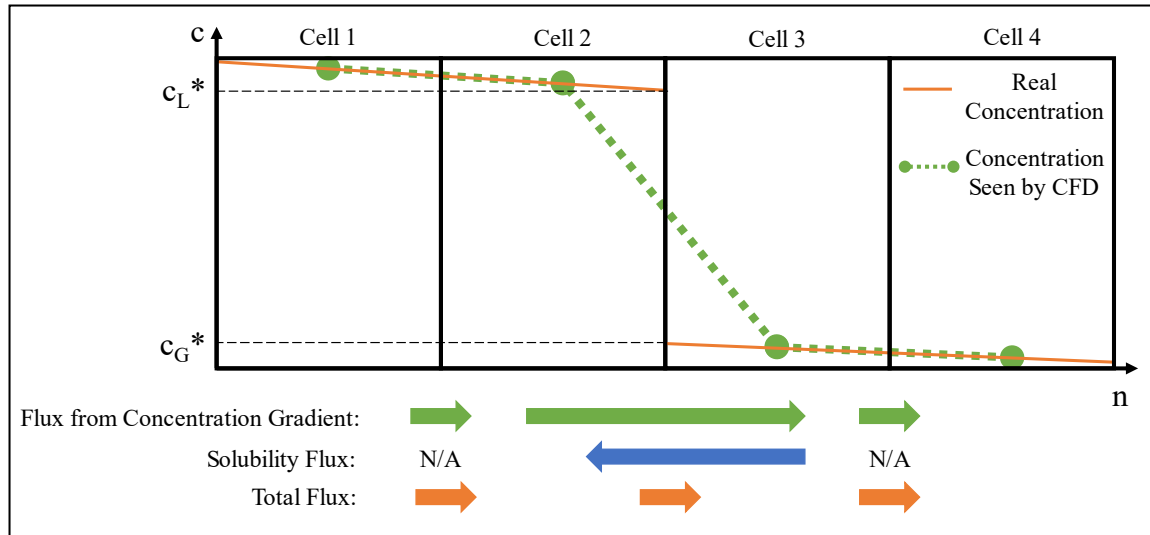 c
Cell 1
Cell 2
Cell 3
Cell 4
cL*
cG*
Real
Concentration
Concentration
Seen by CFD
n
Flux from Concentration Gradient:
Solubility Flux: N/A N/A
Total Flux: